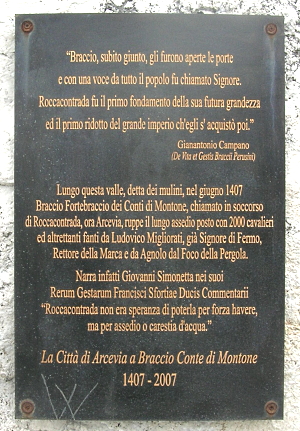 “Braccio, subito giunto, gli furono aperte le porte
e con una voce da tutto il popolo fu chiamato Signore.
Roccacontrada fu il primo fondamento della sua futura grandezza
ed il primo ridotto del grande imperio ch'egli s' acquistò poi.”
Gianantonio Campano
(De Vita et Gestis Braccii Perusini)
Lungo questa valle, detta dei mulini, nel giugno 1407
Braccio Fortebraccio dei Conti di Montone, chiamato in soccorso
di Roccacontrada, ora Arcevia, ruppe il lungo assedio posto con 2000 cavalieri
ed altrettanti fanti da Ludovico Migliorati, già Signore di Fermo,
Rettore della Marca e da Agnolo dal Foco della Pergola.
Narra infatti Giovanni Simonetta nei suoi
Rerum Gestarum Francisci Sfortiae Ducis Commentarii
“Roccacontrada non era speranza di poterla per forza havere,
ma per assedio o carestia d'acqua.”
La Città di Arcevia a Braccio Conte di Montone
1407 - 2007